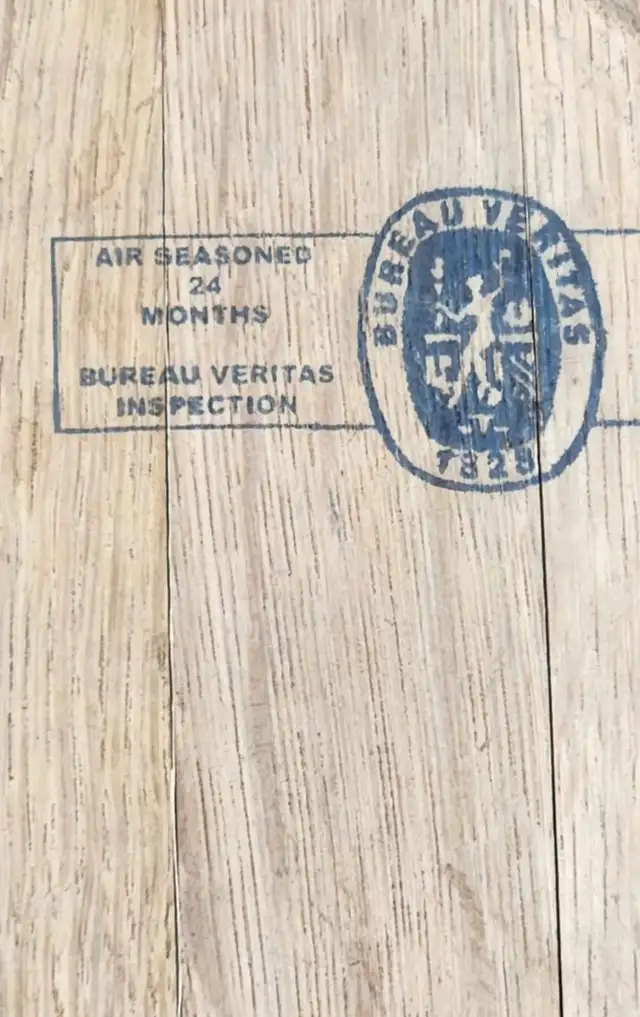 AIR SEASONED
24
MONTHS
BUREAU VERITAS
INSPECTION
BUREAU VERITAS
1828